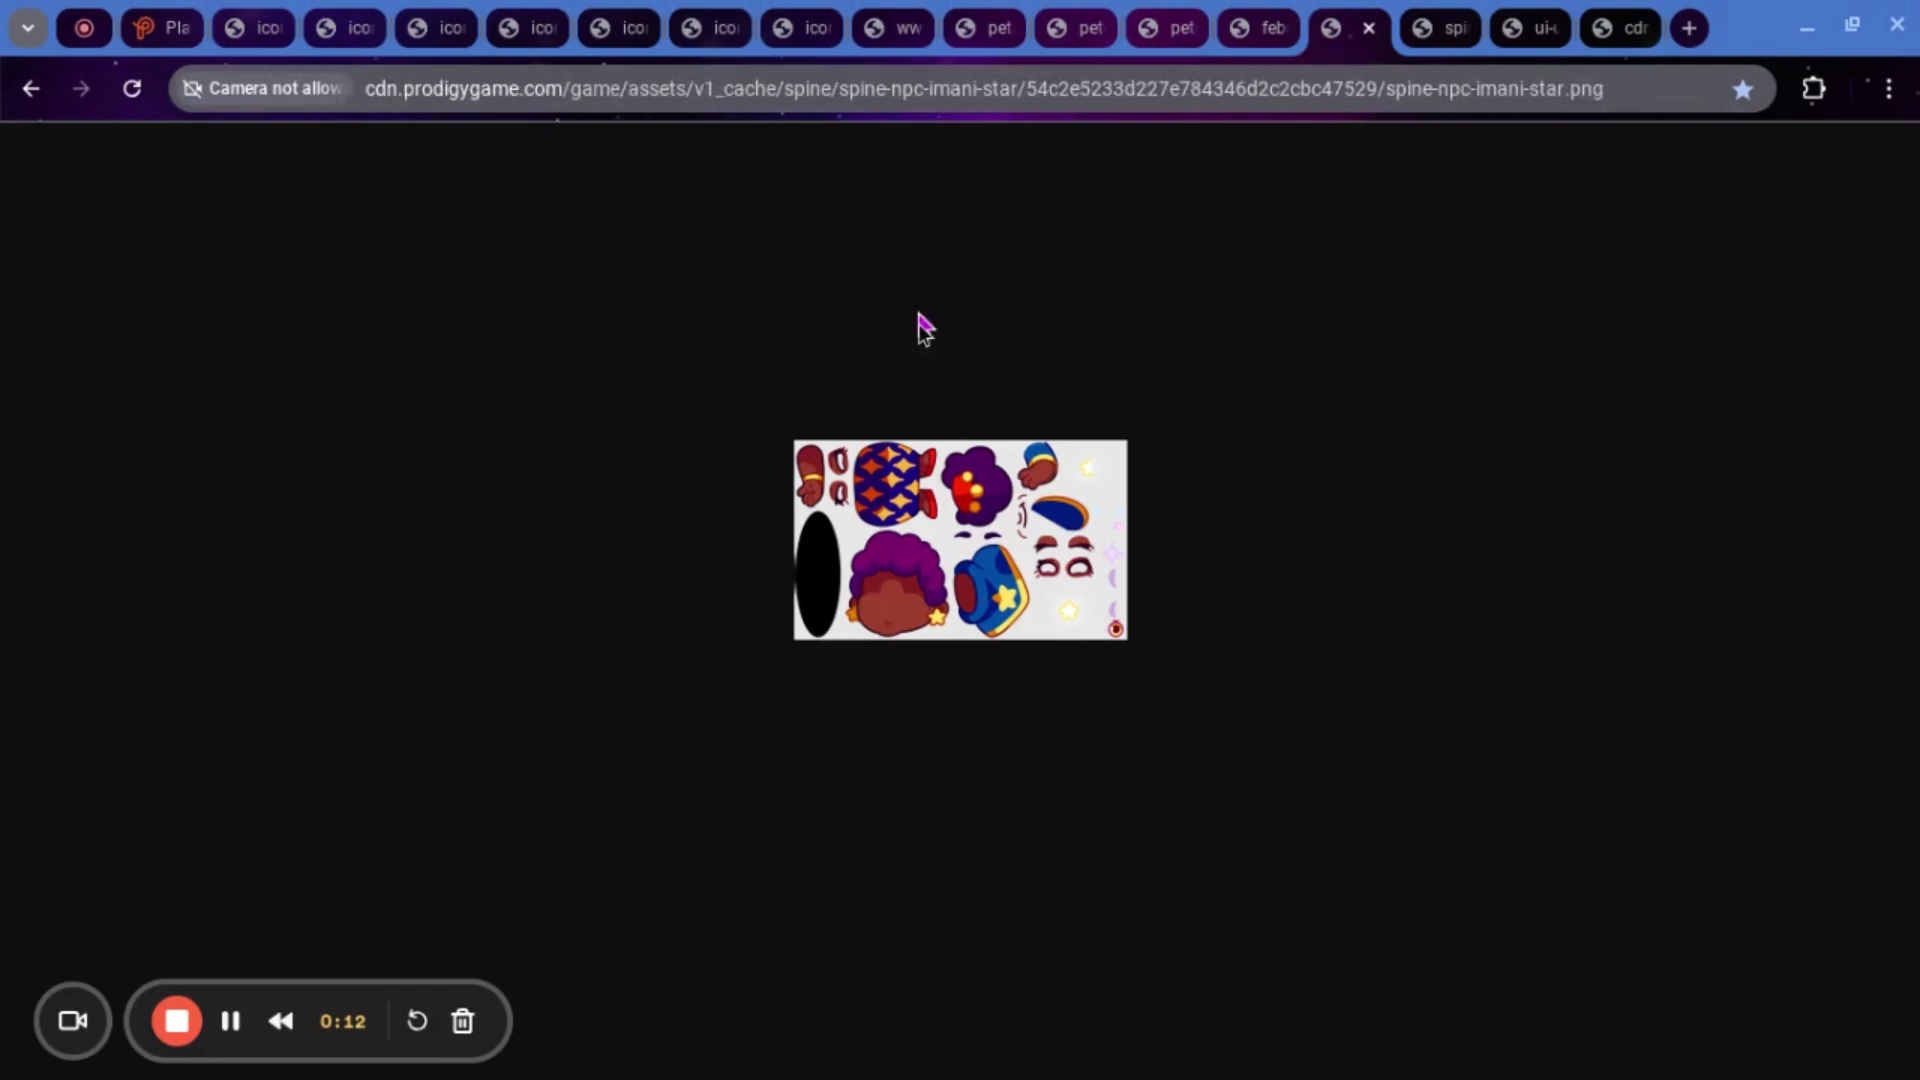 Pla
ico
ico
ico
ico
ico
ico
ico
ww
pet
pet
pet
feb
spi
ui-
cdn
Camera not allow
cdn.prodigygame.com/game/assets/v1_cache/spine/spine-npc-imani-star/54c2e5233d227e784346d2c2cbc47529/spine-npc-imani-star.png
0:12